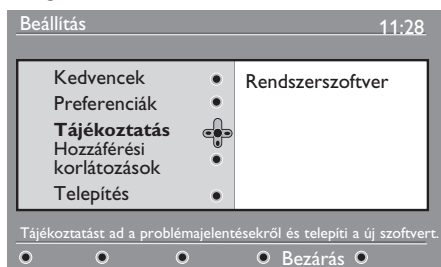 Beállítás 11:28
Kedvencek
Preferenciák
Tájékoztatás
Hozzáférési
korlátozások
Telepítés
Rendszerszoftver
Tájékoztatást ad a problémajelentésekről és telepíti a új szoftvert.
Bezárás